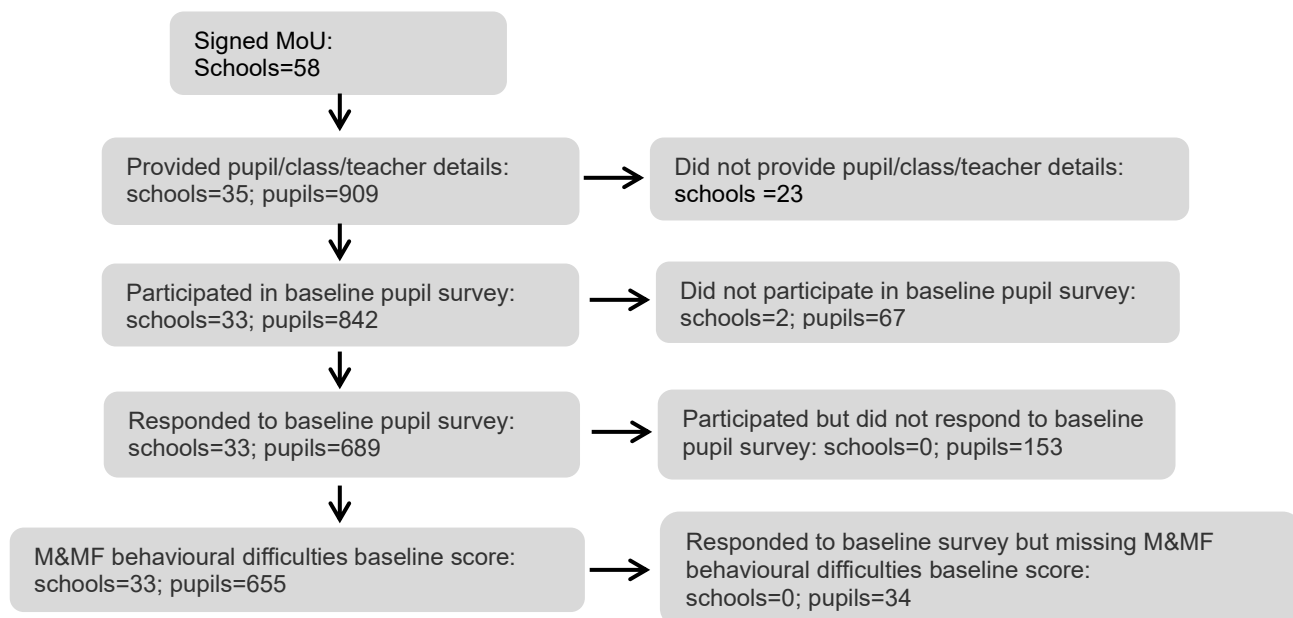 Signed MoU:
Schools=58
Provided pupil/class/teacher details:
schools=35; pupils=909
Did not provide pupil/class/teacher details:
schools =23
Participated in baseline pupil survey:
schools=33; pupils=842
Did not participate in baseline pupil survey:
schools=2; pupils=67
Responded to baseline pupil survey:
schools=33; pupils=689
Participated but did not respond to baseline
pupil survey: schools=0; pupils=153
M&MF behavioural difficulties baseline score:
schools=33; pupils=655
Responded to baseline survey but missing M&MF
behavioural difficulties baseline score:
schools=0; pupils=34